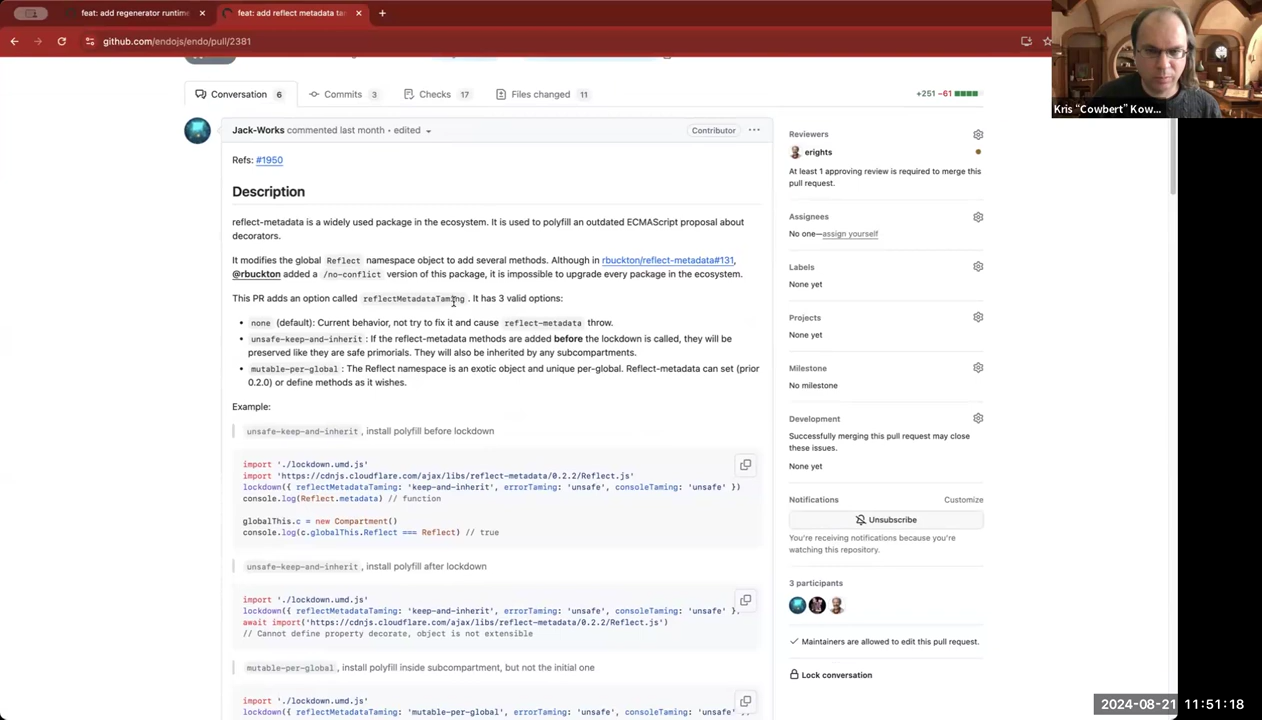 feat: add regenerator runtime
feat: add reflect metadata ta
github.com/endojs/endo/pull/2381
Kris "Cowbert" Kow...
Conversation 6
Commits 3
Checks 17
Files changed 11
+251 −61
Jack-Works commented last month • edited
Contributor
Refs: #1950
Description
reflect-metadata is a widely used package in the ecosystem. It is used to polyfill an outdated ECMAScript proposal about
decorators.
It modifies the global Reflect namespace object to add several methods. Although in rbuckton/reflect-metadata#131,
@rbuckton added a /no-conflict version of this package, it is impossible to upgrade every package in the ecosystem.
This PR adds an option called reflectMetadataTaming . It has 3 valid options:
• none (default): Current behavior, not try to fix it and cause reflect-metadata throw.
• unsafe-keep-and-inherit : If the reflect-metadata methods are added before the lockdown is called, they will be
preserved like they are safe primorials. They will also be inherited by any subcompartments.
• mutable-per-global : The Reflect namespace is an exotic object and unique per-global. Reflect-metadata can set (prior
0.2.0) or define methods as it wishes.
Example:
unsafe-keep-and-inherit , install polyfill before lockdown
import './lockdown.umd.js'
import 'https://cdnjs.cloudflare.com/ajax/libs/reflect-metadata/0.2.2/Reflect.js'
lockdown({ reflectMetadataTaming: 'keep-and-inherit', errorTaming: 'unsafe', consoleTaming: 'unsafe' })
console.log(Reflect.metadata) // function
globalThis.c = new Compartment()
console.log(c.globalThis.Reflect === Reflect) // true
unsafe-keep-and-inherit , install polyfill after lockdown
import './lockdown.umd.js'
lockdown({ reflectMetadataTaming: 'keep-and-inherit', errorTaming: 'unsafe', consoleTaming: 'unsafe' },
await import('https://cdnjs.cloudflare.com/ajax/libs/reflect-metadata/0.2.2/Reflect.js')
// Cannot define property decorate, object is not extensible
mutable-per-global , install polyfill inside subcompartment, but not the initial one
import './lockdown.umd.js'
lockdown({ reflectMetadataTaming: 'mutable-per-global', errorTaming: 'unsafe', consoleTaming: 'unsafe'
Reviewers
erights
At least 1 approving review is required to merge this
pull request.
Assignees
No one—assign yourself
Labels
None yet
Projects
None yet
Milestone
No milestone
Development
Successfully merging this pull request may close
these issues.
None yet
Notifications
Customize
Unsubscribe
You're receiving notifications because you're
watching this repository.
3 participants
Maintainers are allowed to edit this pull request.
Lock conversation
2024-08-21 11:51:18